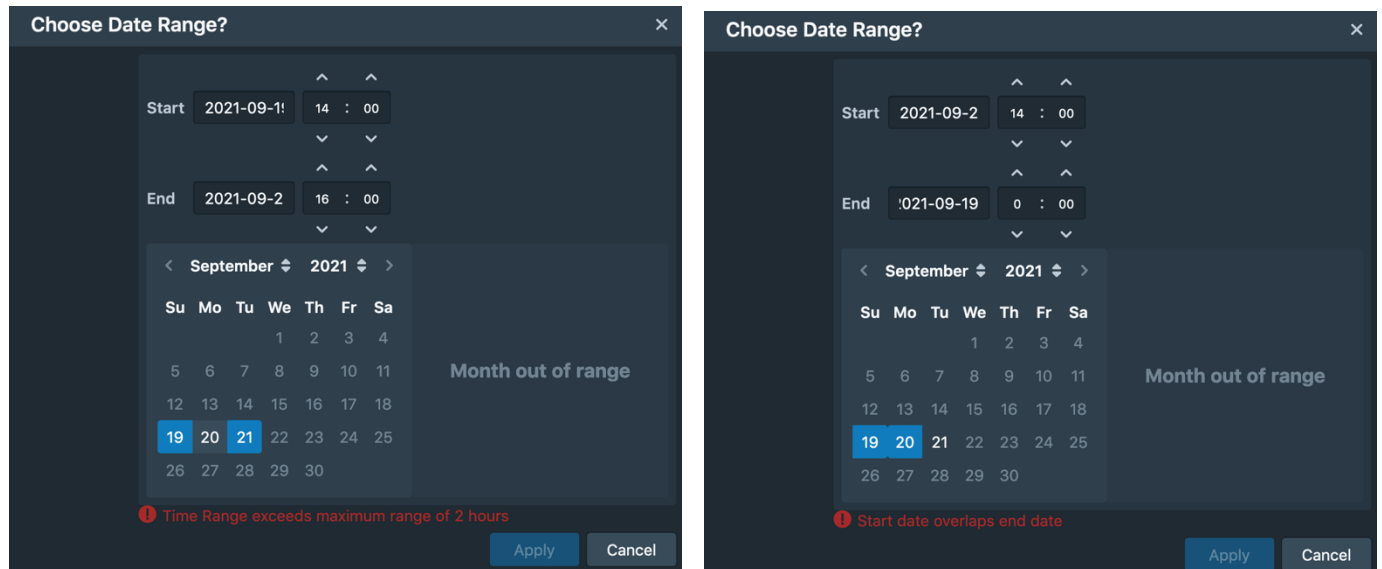 Choose Date Range?
Start 2021-09-19 14 : 00
End 2021-09-2 16 : 00
September 2021
Su Mo Tu We Th Fr Sa
1 2 3 4
5 6 7 8 9 10 11
12 13 14 15 16 17 18
19 20 21 22 23 24 25
26 27 28 29 30
Month out of range
Time Range exceeds maximum range of 2 hours
Apply Cancel
Choose Date Range?
Start 2021-09-2 14 : 00
End 2021-09-19 0 : 00
September 2021
Su Mo Tu We Th Fr Sa
1 2 3 4
5 6 7 8 9 10 11
12 13 14 15 16 17 18
19 20 21 22 23 24 25
26 27 28 29 30
Month out of range
Start date overlaps end date
Apply Cancel